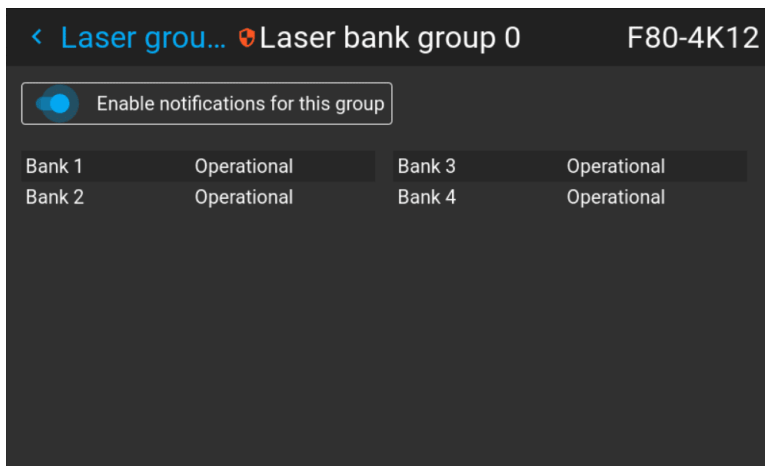 Laser grou... Laser bank group 0 F80-4K12
Enable notifications for this group
Bank 1 Operational Bank 3 Operational
Bank 2 Operational Bank 4 Operational